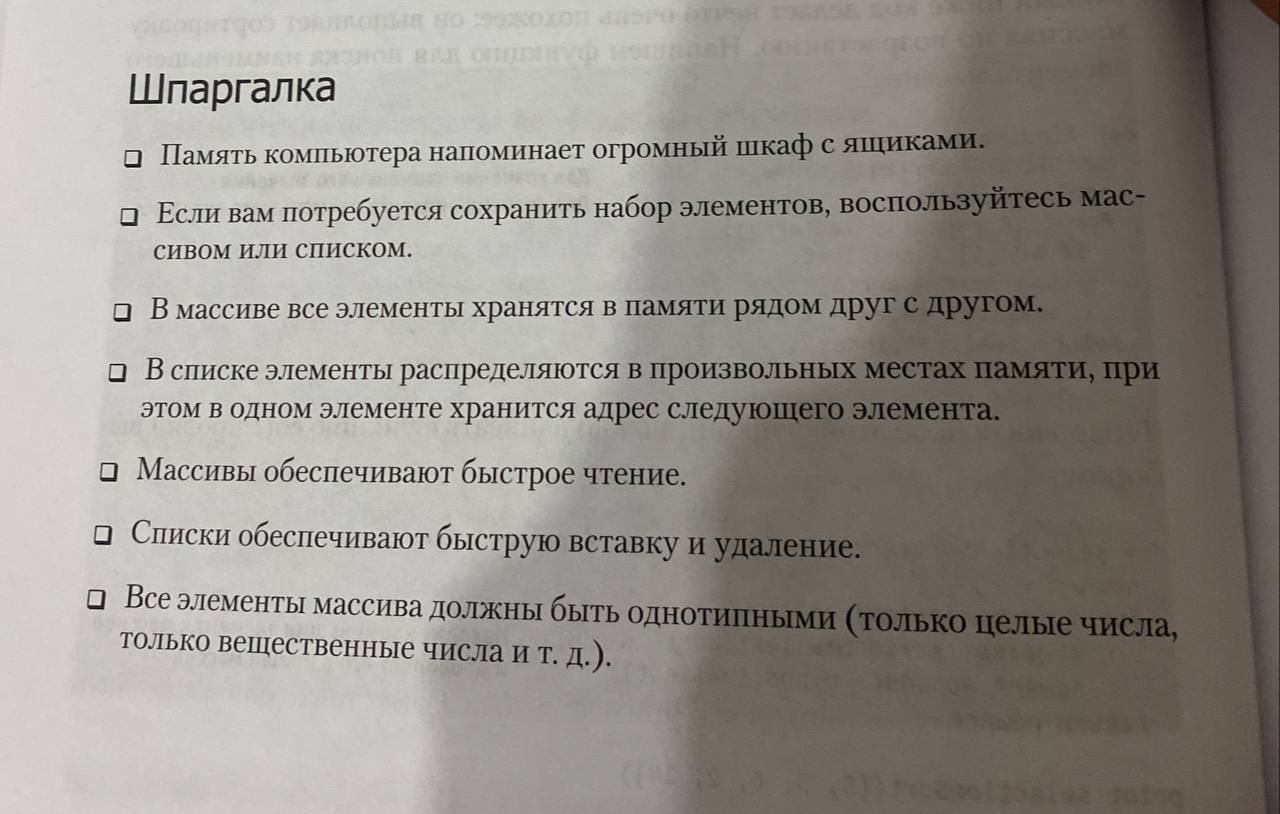 Шпаргалка
❏ Память компьютера напоминает огромный шкаф с ящиками.
❏ Если вам потребуется сохранить набор элементов, воспользуйтесь мас-
сивом или списком.
❏ В массиве все элементы хранятся в памяти рядом друг с другом.
❏ В списке элементы распределяются в произвольных местах памяти, при
этом в одном элементе хранится адрес следующего элемента.
❏ Массивы обеспечивают быстрое чтение.
❏ Списки обеспечивают быструю вставку и удаление.
❏ Все элементы массива должны быть однотипными (только целые числа,
только вещественные числа и т. д.).